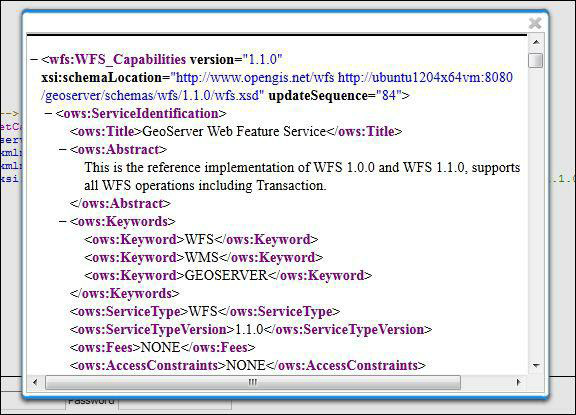 − <wfs:WFS_Capabilities version="1.1.0"
xsi:schemaLocation="http://www.opengis.net/wfs http://ubuntu1204x64vm:8080
/geoserver/schemas/wfs/1.1.0/wfs.xsd" updateSequence="84">
− <ows:ServiceIdentification>
<ows:Title>GeoServer Web Feature Service</ows:Title>
− <ows:Abstract>
This is the reference implementation of WFS 1.0.0 and WFS 1.1.0, supports
all WFS operations including Transaction.
</ows:Abstract>
− <ows:Keywords>
<ows:Keyword>WFS</ows:Keyword>
<ows:Keyword>WMS</ows:Keyword>
<ows:Keyword>GEOSERVER</ows:Keyword>
</ows:Keywords>
<ows:ServiceType>WFS</ows:ServiceType>
<ows:ServiceTypeVersion>1.1.0</ows:ServiceTypeVersion>
<ows:Fees>NONE</ows:Fees>
<ows:AccessConstraints>NONE</ows:AccessConstraints>
Password